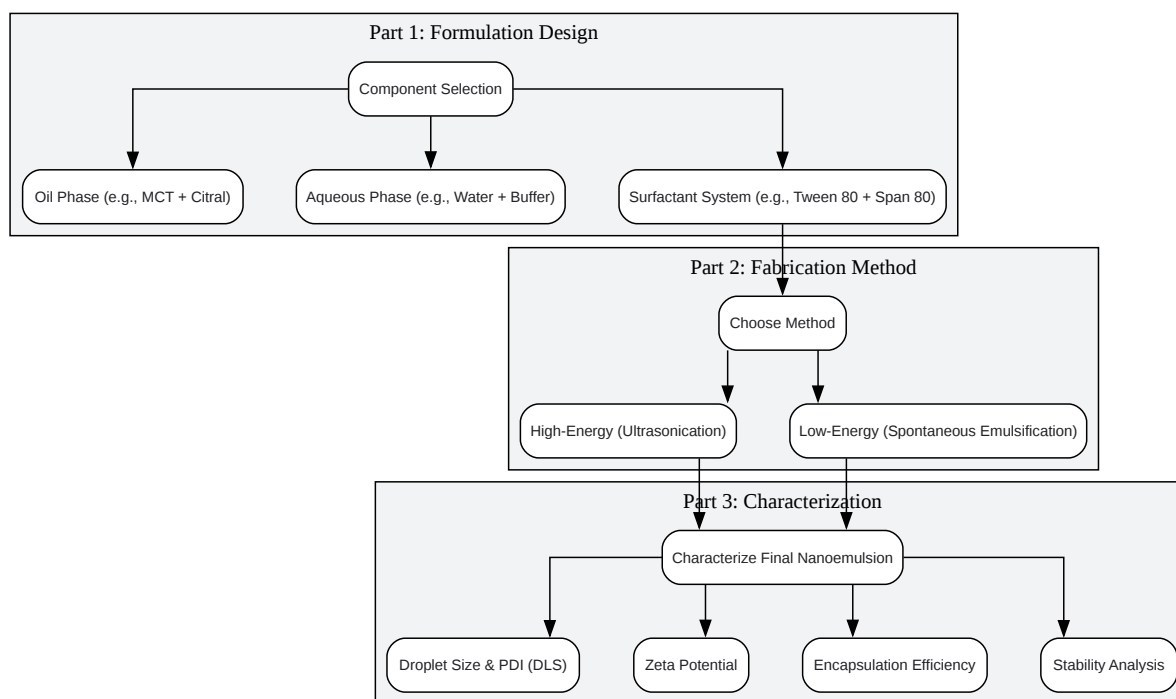 Part 1: Formulation Design
Component Selection
Oil Phase (e.g., MCT + Citral)
Aqueous Phase (e.g., Water + Buffer)
Surfactant System (e.g., Tween 80 + Span 80)
Part 2: Fabrication Method
Choose Method
High-Energy (Ultrasonication)
Low-Energy (Spontaneous Emulsification)
Part 3: Characterization
Characterize Final Nanoemulsion
Droplet Size & PDI (DLS)
Zeta Potential
Encapsulation Efficiency
Stability Analysis